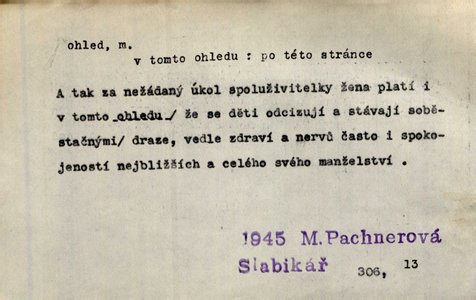 ohled, m.
v tomto ohledu : po této stránce
A tak za nežádaný úkol spoluživitelky žena platí i
v tomto ohledu/ že se děti odcizují a stávají sobě-
stačnými/ draze, vedle zdraví a nervů často i spoko-
jeností nejbližších a celého svého manželství .
1945 M. Pachnerová
Slabikář 306, 13